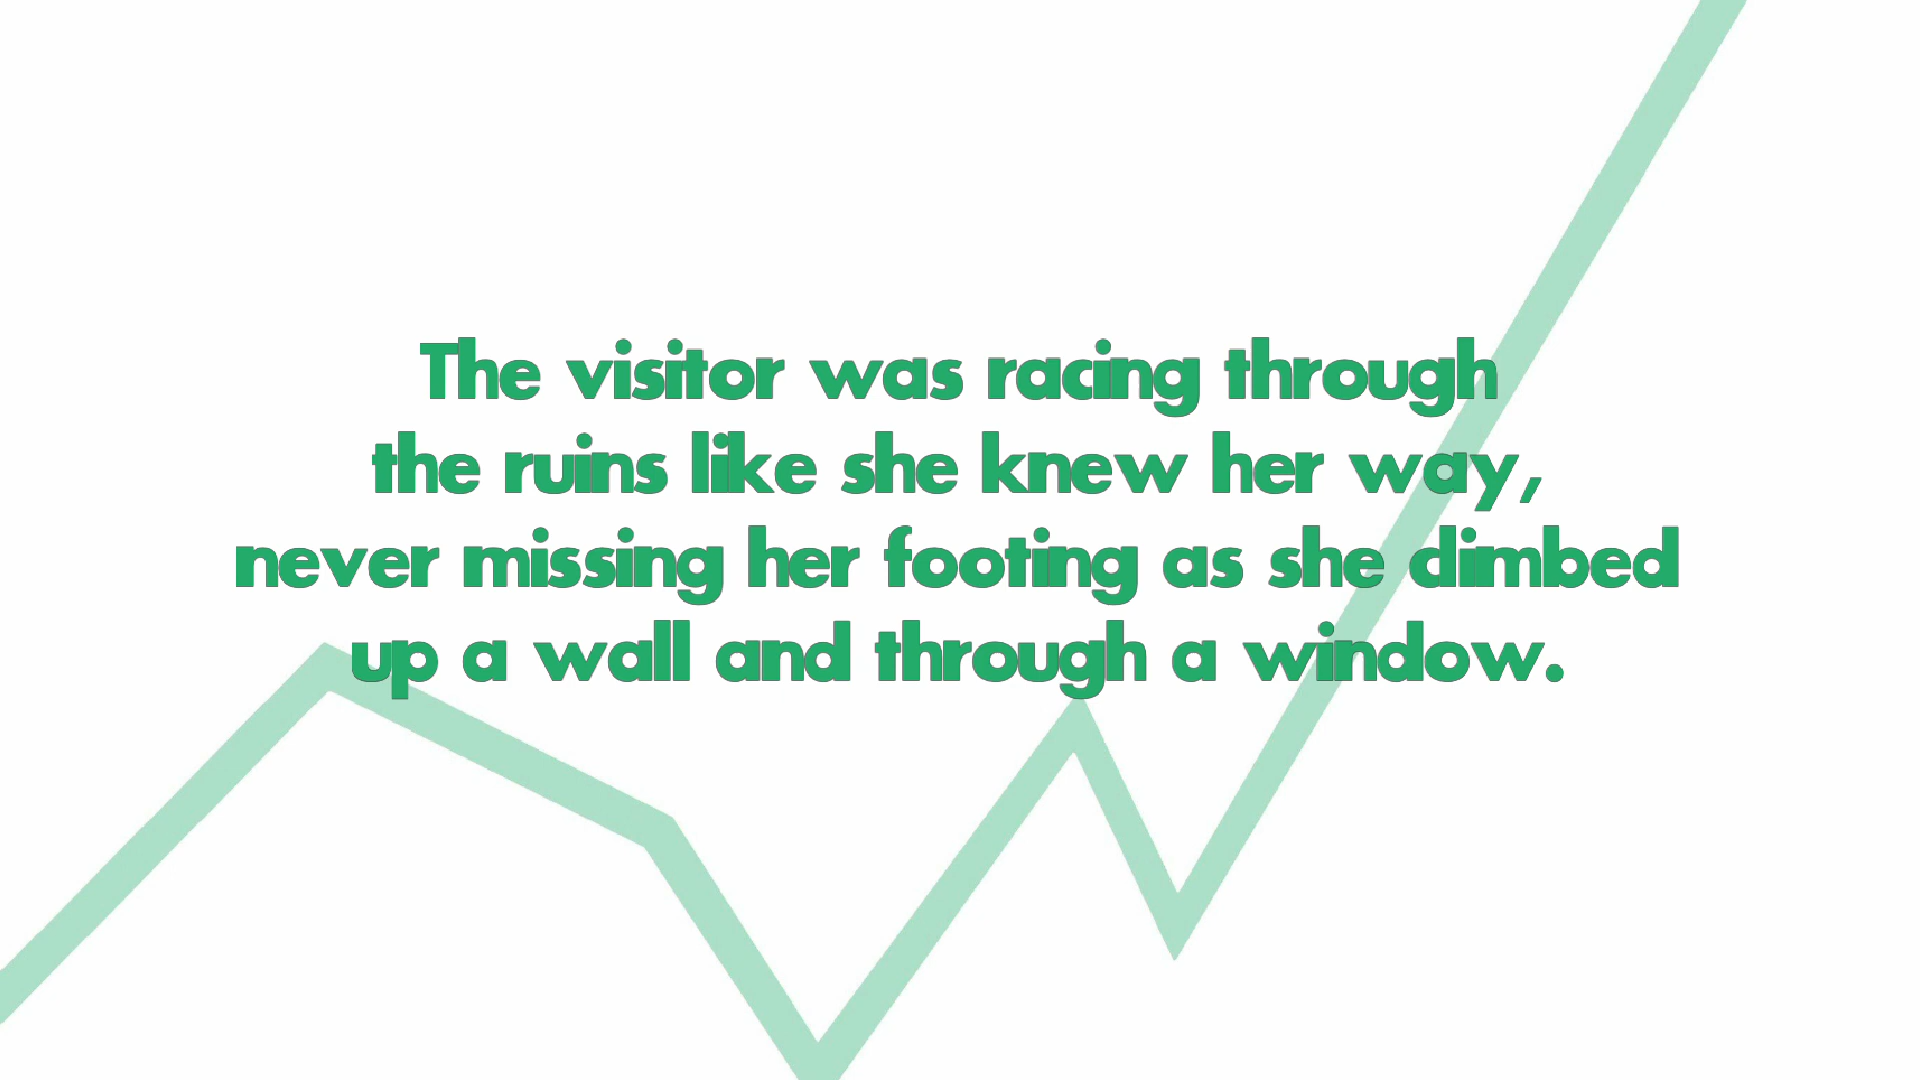 The visitor was racing through
the ruins like she knew her way,
never missing her footing as she climbed
up a wall and through a window.